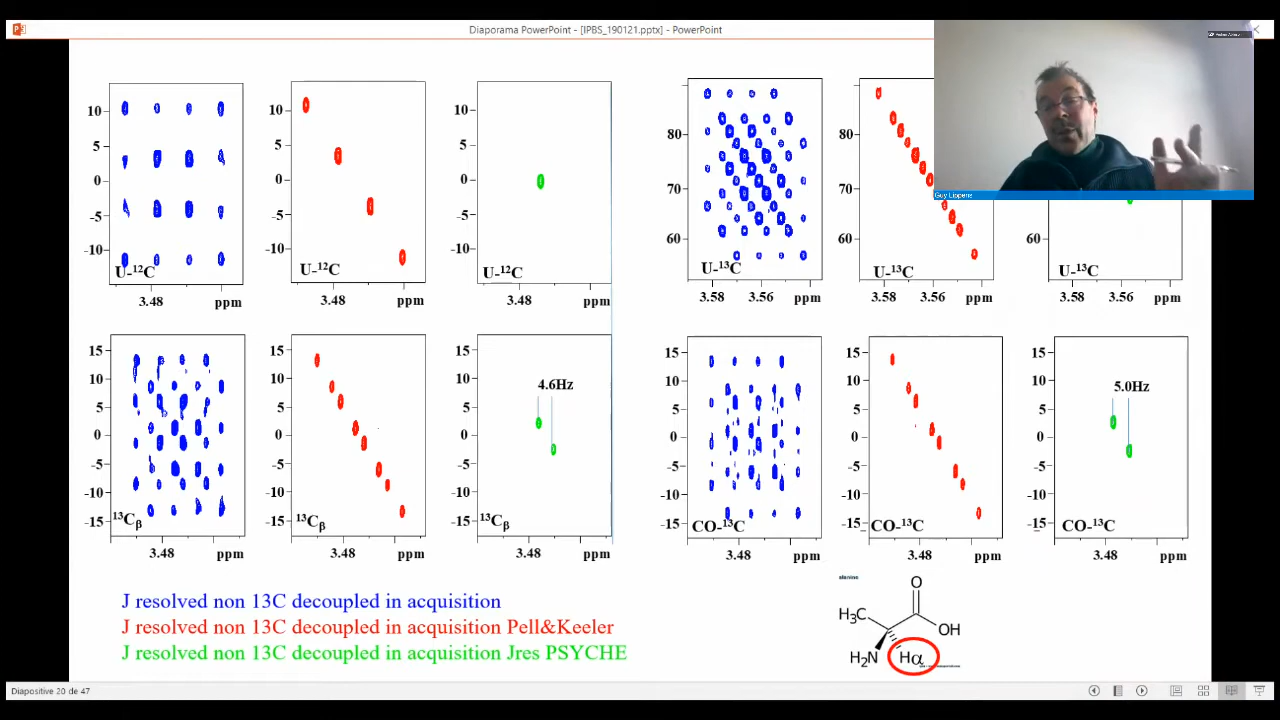 Diaporama PowerPoint - [IPBS_190121.pptx] - PowerPoint
Guy Lippens
10
5
0
-5
-10
U-¹²C
3.48
ppm
10
5
0
-5
-10
U-¹²C
3.48
ppm
10
5
0
-5
-10
U-¹²C
3.48
ppm
80
70
60
U-¹³C
3.58
3.56
ppm
80
70
60
U-¹³C
3.58
3.56
ppm
60
U-¹³C
3.58
3.56
ppm
15
10
5
0
-5
-10
-15
¹³Cβ
3.48
ppm
15
10
5
0
-5
-10
-15
¹³Cβ
3.48
ppm
15
10
5
0
-5
-10
-15
4.6Hz
¹³Cβ
3.48
ppm
15
10
5
0
-5
-10
-15
CO-¹³C
3.48
ppm
15
10
5
0
-5
-10
-15
CO-¹³C
3.48
ppm
15
10
5
0
-5
-10
-15
5.0Hz
CO-¹³C
3.48
ppm
J resolved non 13C decoupled in acquisition
J resolved non 13C decoupled in acquisition Pell&Keeler
J resolved non 13C decoupled in acquisition Jres PSYCHE
alanine
O
H₃C
OH
H₂N
Hα
Diapositive 20 de 47